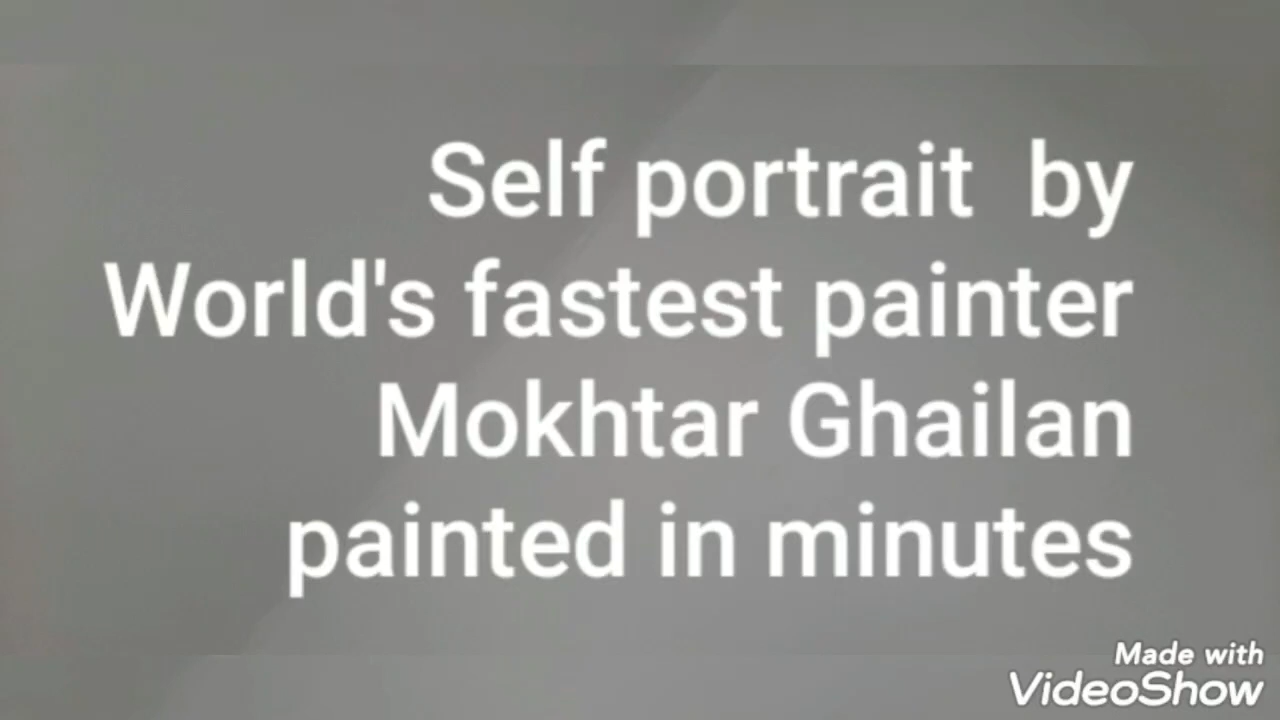 Self portrait  by
World's fastest painter
Mokhtar Ghailan
painted in minutes
Made with
VideoShow